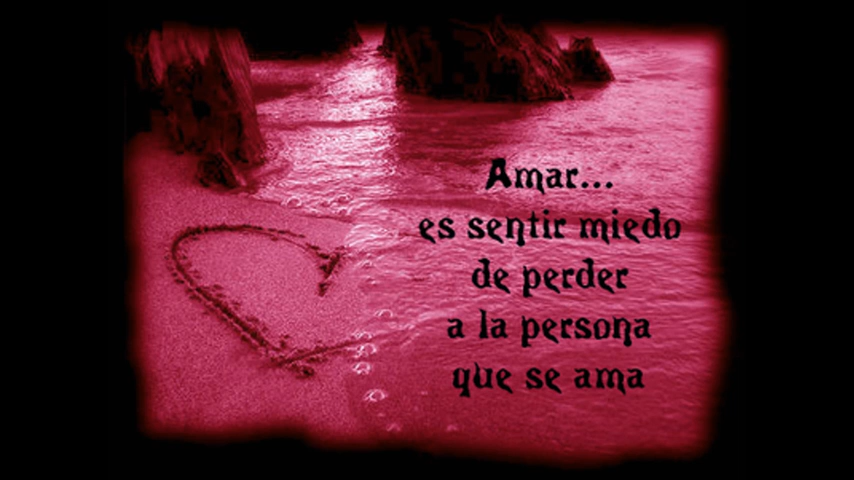 Amar...
es sentir miedo
de perder
a la persona
que se ama